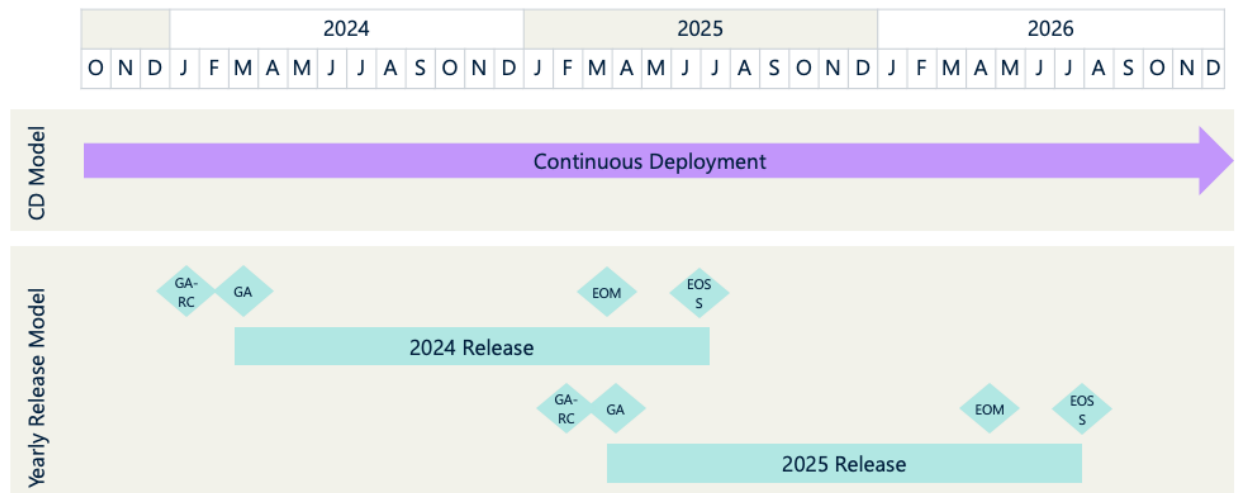 2024 2025 2026
O N D J F M A M J J A S O N D J F M A M J J A S O N D J F M A M J J A S O N D
CD Model
Continuous Deployment
Yearly Release Model
GA-
RC
GA
EOM
EOS
S
2024 Release
GA-
RC
GA
EOM
EOS
S
2025 Release